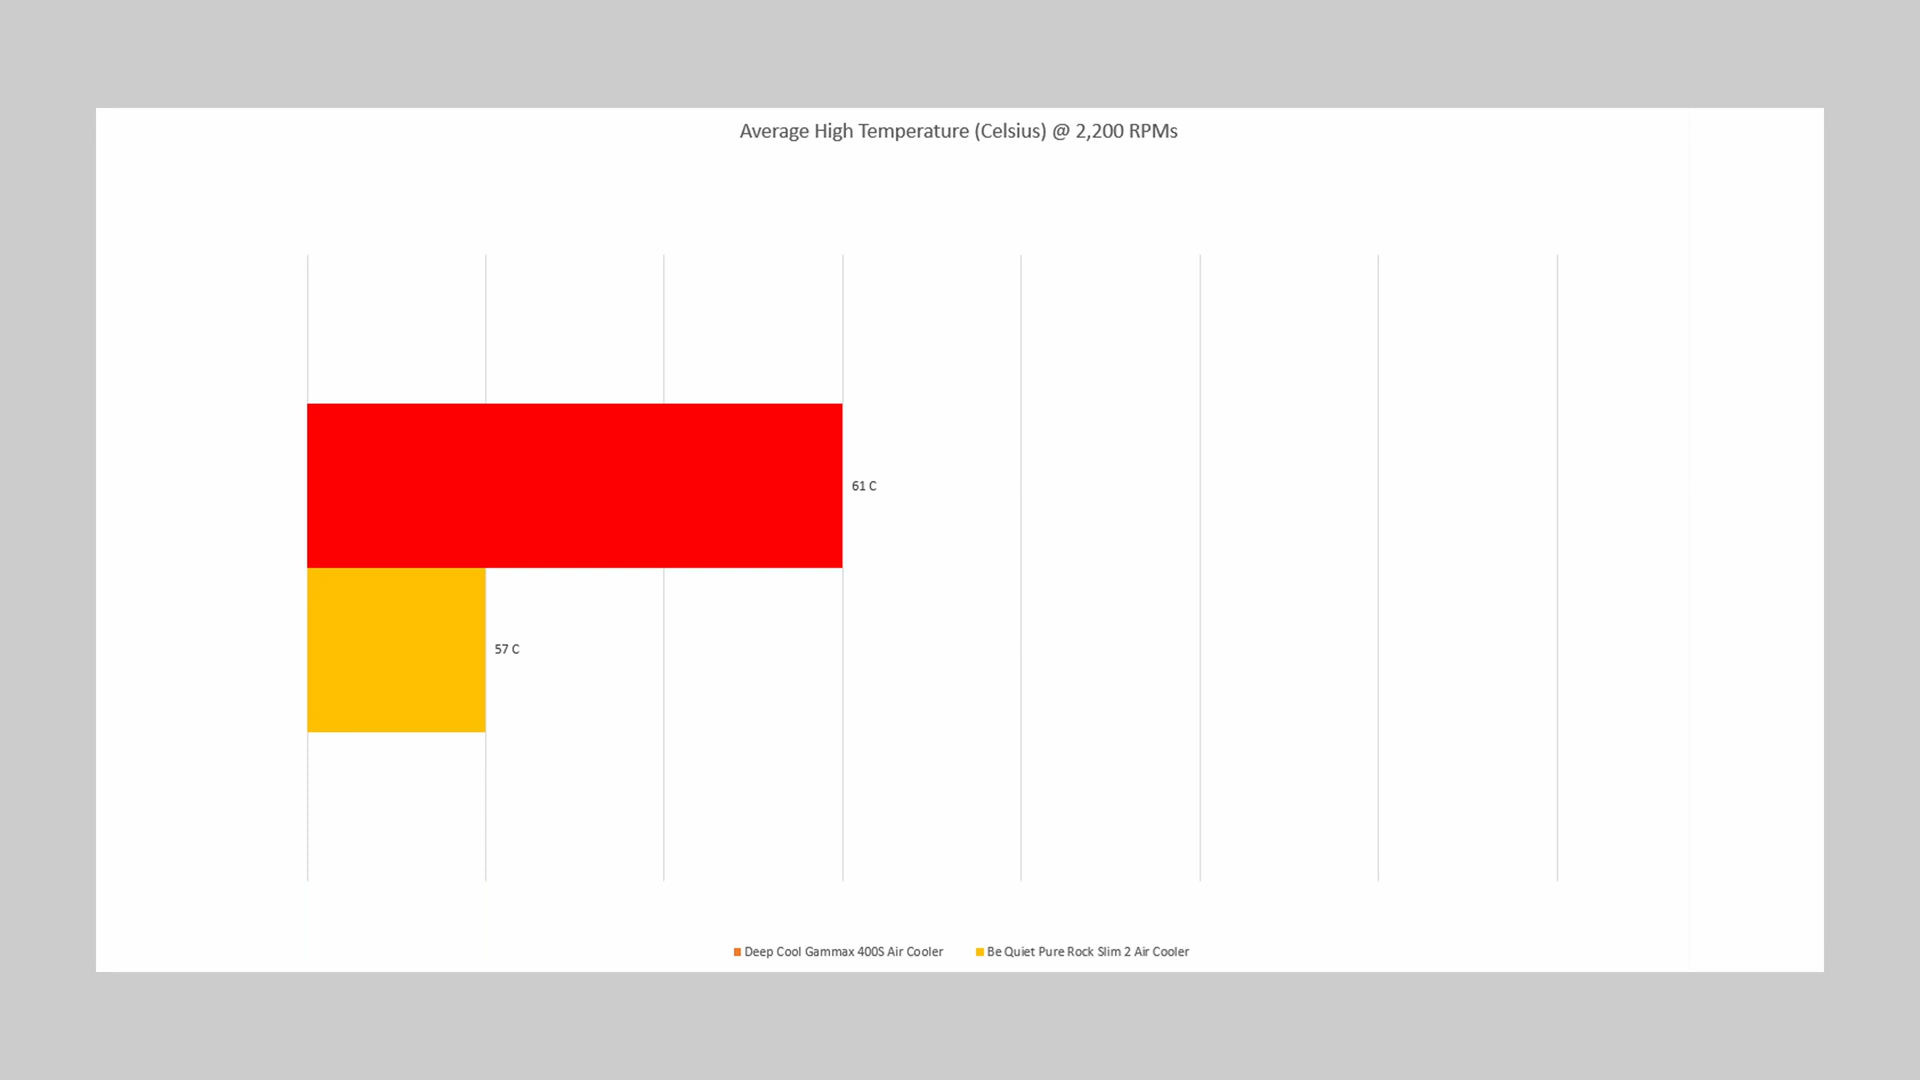 Average High Temperature (Celsius) @ 2,200 RPMs
61 C
57 C
Deep Cool Gammax 400S Air Cooler
Be Quiet Pure Rock Slim 2 Air Cooler